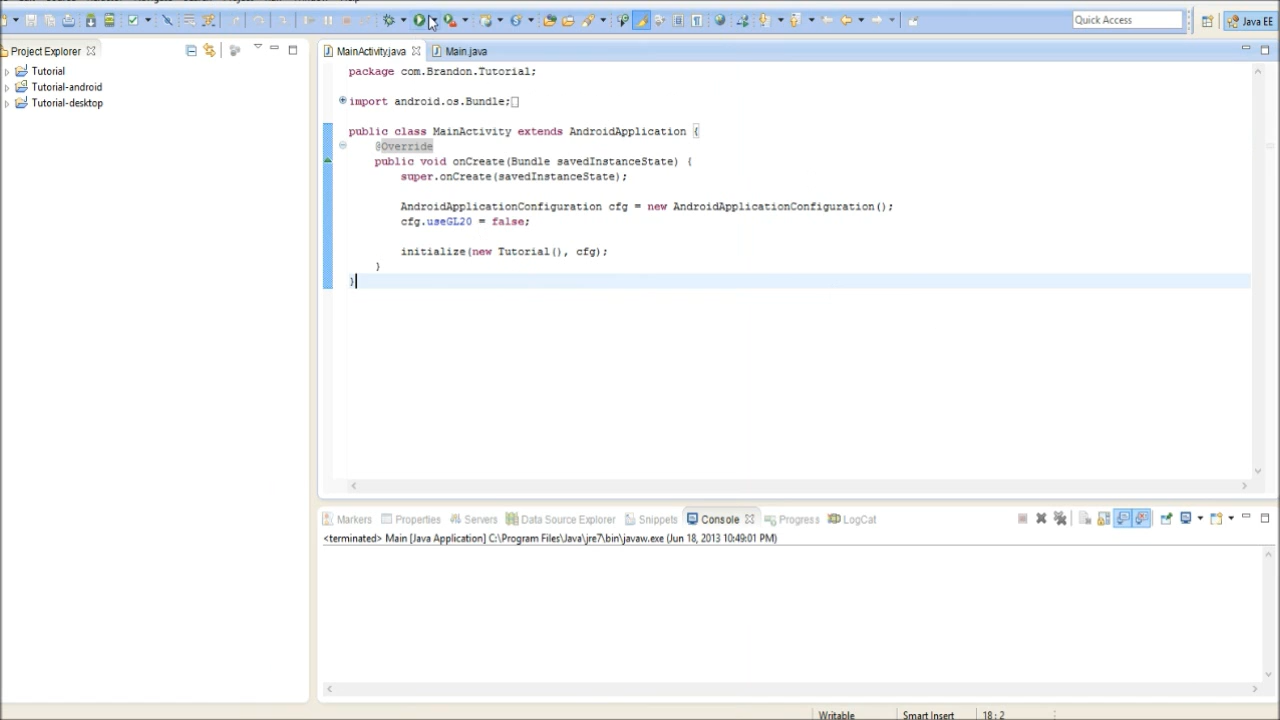 Quick Access
Java EE
Project Explorer
Tutorial
Tutorial-android
Tutorial-desktop
MainActivity.java
Main.java
package com.Brandon.Tutorial;
import android.os.Bundle;
public class MainActivity extends AndroidApplication {
@Override
public void onCreate(Bundle savedInstanceState) {
super.onCreate(savedInstanceState);
AndroidApplicationConfiguration cfg = new AndroidApplicationConfiguration();
cfg.useGL20 = false;
initialize(new Tutorial(), cfg);
}
}
Markers Properties Servers Data Source Explorer Snippets Console Progress LogCat
<terminated> Main [Java Application] C:\Program Files\Java\jre7\bin\javaw.exe (Jun 18, 2013 10:49:01 PM)
Writable Smart Insert 18 : 2